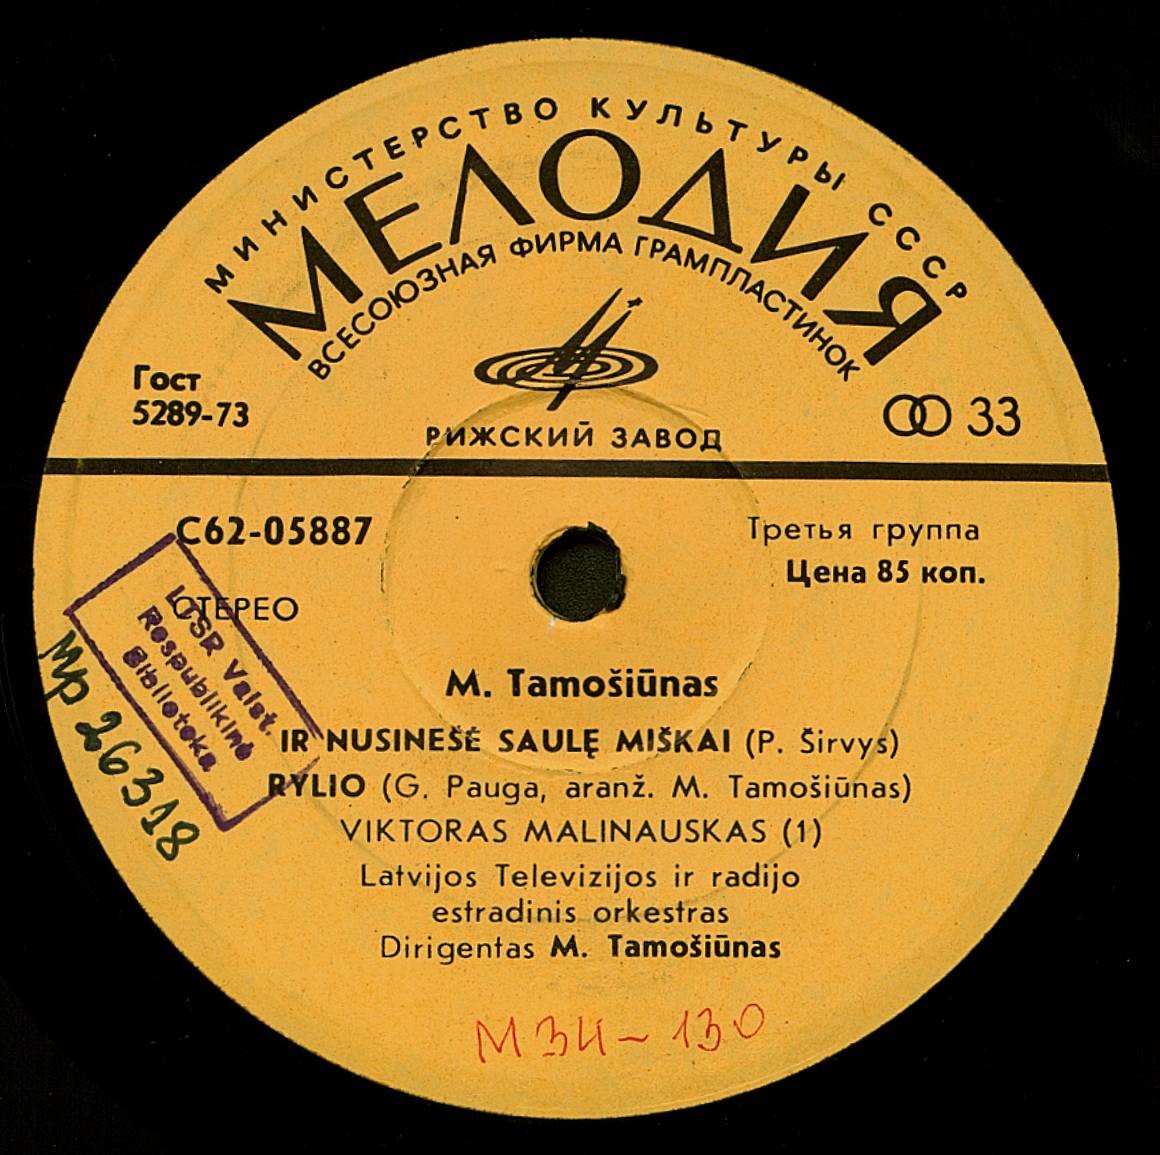 МИНИСТЕРСТВО КУЛЬТУРЫ СССР
МЕЛОДИЯ
ВСЕСОЮЗНАЯ ФИРМА ГРАМПЛАСТИНОК
Гост
5289-73
33
РИЖСКИЙ ЗАВОД
С62-05887
Третья группа
Цена 85 коп.
СТЕРЕО
LTSR Valst.
Respublikinė
Biblioteka
Mp 26318
M. Tamošiūnas
IR NUSINEŠĖ SAULĘ MIŠKAI (P. Širvys)
RYLIO (G. Pauga, aranž. M. Tamošiūnas)
VIKTORAS MALINAUSKAS (1)
Latvijos Televizijos ir radijo
estradinis orkestras
Dirigentas M. Tamošiūnas
МЗИ-130